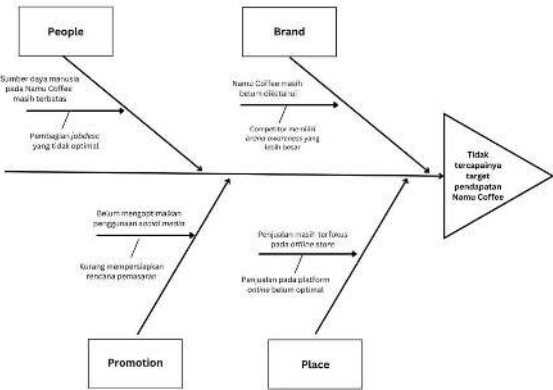 People
Brand
Sumber daya manusia
pada Namu Coffee
masih terbatas
Pembagian jobdesc
yang tidak optimal
Namu Coffee masih
belum diketahui
Competitor memiliki
brand awareness yang
lebih besar
Tidak
tercapainya
target
pendapatan
Namu Coffee
Belum mengoptimalkan
penggunaan social media
Kurang mempersiapkan
rencana pemasaran
Penjualan masih terfokus
pada offline store
Penjualan pada platform
online belum optimal
Promotion
Place